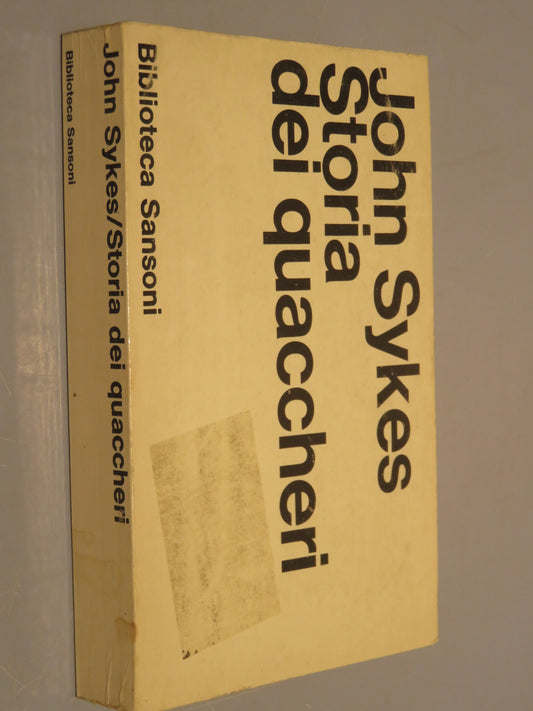 John Sykes
Storia
dei quaccheri
Biblioteca Sansoni
John Sykes/Storia dei quaccheri
Biblioteca Sansoni